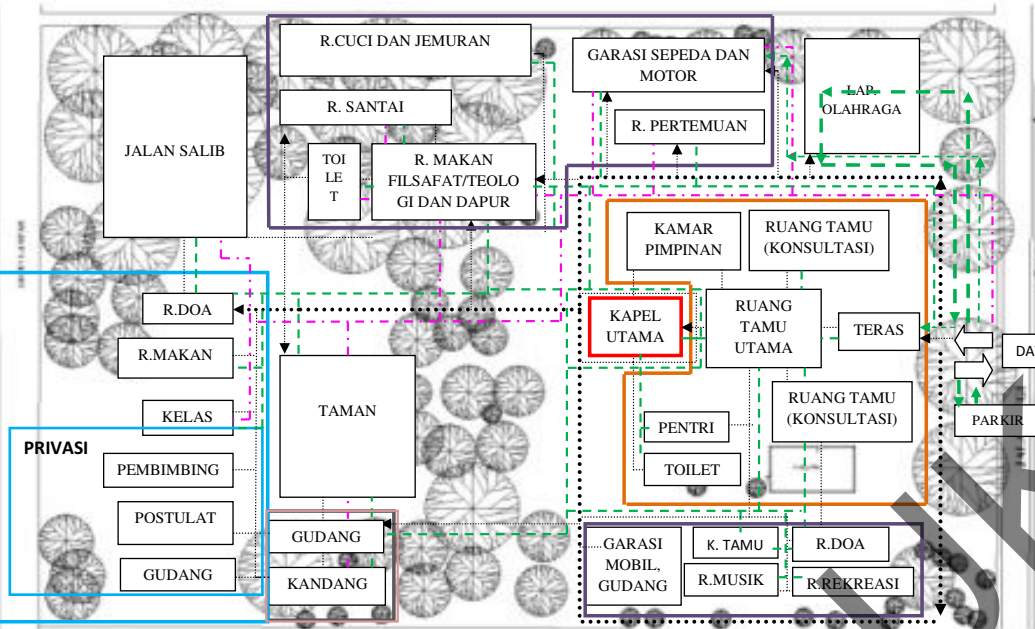 R.CUCI DAN JEMURAN
GARASI SEPEDA DAN
MOTOR
LAP.
OLAHRAGA
R. SANTAI
R. PERTEMUAN
JALAN SALIB
TOI
LE
T
R. MAKAN
FILSAFAT/TEOLO
GI DAN DAPUR
KAMAR
PIMPINAN
RUANG TAMU
(KONSULTASI)
R.DOA
KAPEL
UTAMA
RUANG
TAMU
UTAMA
TERAS
R.MAKAN
DA
TAMAN
RUANG TAMU
(KONSULTASI)
KELAS
PARKIR
PENTRI
PRIVASI
PEMBIMBING
TOILET
POSTULAT
GUDANG
GARASI
MOBIL,
GUDANG
K. TAMU
R.DOA
GUDANG
KANDANG
R.MUSIK
R.REKREASI